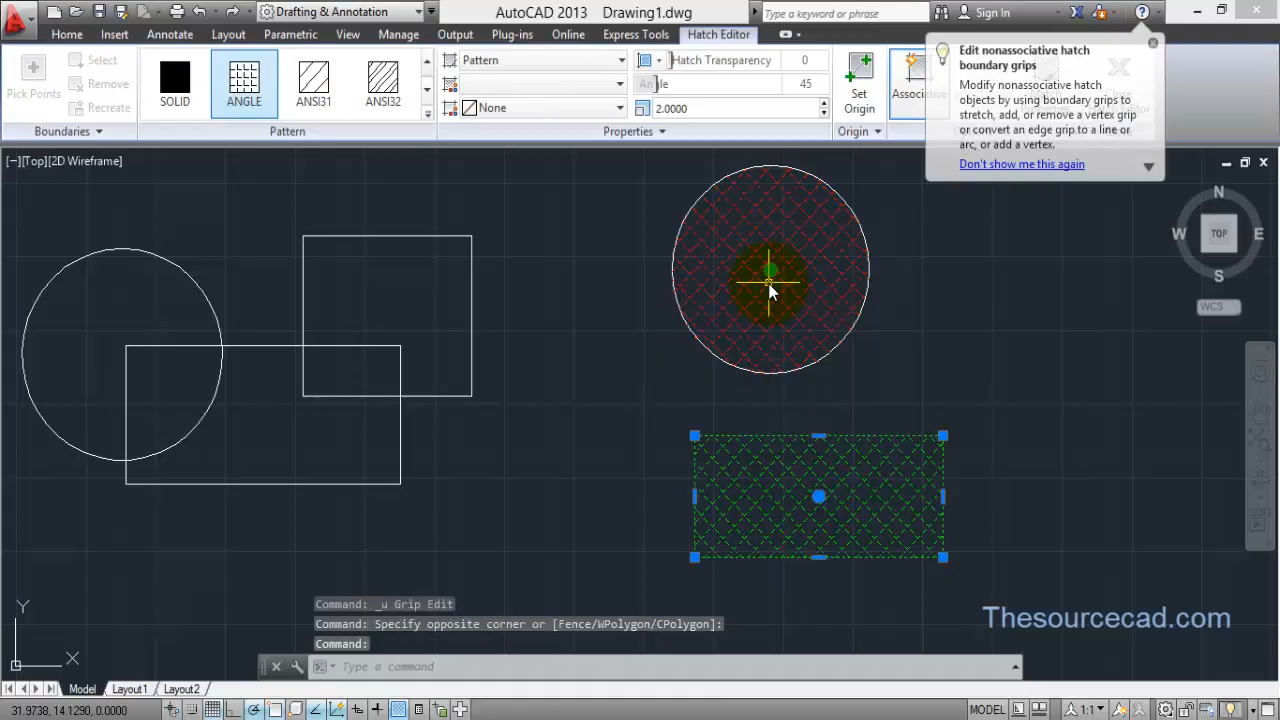 Drafting & Annotation
AutoCAD 2013 Drawing1.dwg
Type a keyword or phrase
Sign In
Home Insert Annotate Layout Parametric View Manage Output Plug-ins Online Express Tools Hatch Editor
Pick Points
Select
Remove
Recreate
Boundaries
SOLID
ANGLE
ANSI31
ANSI32
Pattern
Pattern
None
Hatch Transparency 0
Angle 45
2.0000
Properties
Set
Origin
Origin
Edit nonassociative hatch
boundary grips
Modify nonassociative hatch
objects by using boundary grips to
stretch, add, or remove a vertex grip
or convert an edge grip to a line or
arc, or add a vertex.
Don't show me this again
[−][Top][2D Wireframe]
N
W TOP E
S
WCS
Y
X
Command: _u Grip Edit
Command: Specify opposite corner or [Fence/WPolygon/CPolygon]:
Command:
Type a command
Thesourcecad.com
Model Layout1 Layout2
31.9738, 14.1290, 0.0000
MODEL
1:1